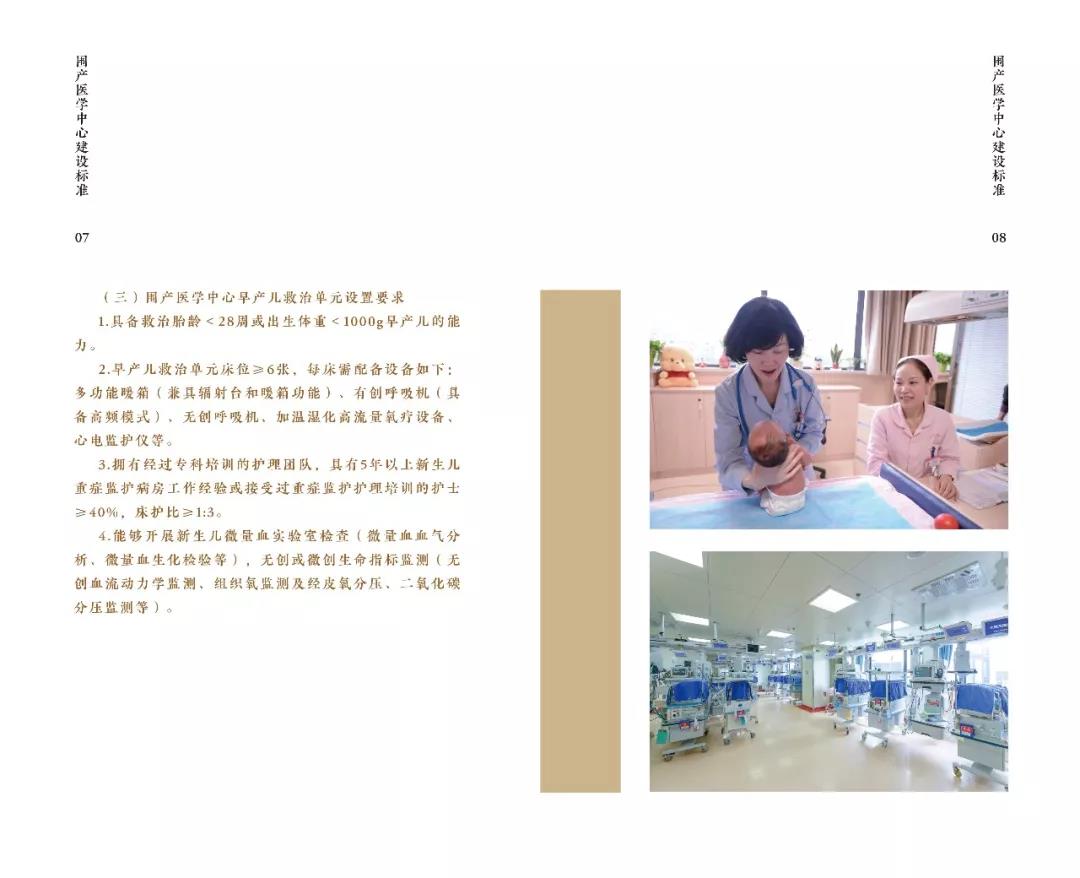 围产医学中心建设标准
07
（三）围产医学中心早产儿救治单元设置要求
1.具备救治胎龄<28周或出生体重<1000g早产儿的能
力。
2.早产儿救治单元床位≥6张，每床需配备设备如下：
多功能暖箱（兼具辐射台和暖箱功能）、有创呼吸机（具
备高频模式）、无创呼吸机、加温湿化高流量氧疗设备、
心电监护仪等。
3.拥有经过专科培训的护理团队，具有5年以上新生儿
重症监护病房工作经验或接受过重症监护护理培训的护士
≥40%，床护比≥1:3。
4.能够开展新生儿微量血实验室检查（微量血血气分
析、微量血生化检验等），无创或微创生命指标监测（无
创血流动力学监测、组织氧监测及经皮氧分压、二氧化碳
分压监测等）。
围产医学中心建设标准
08